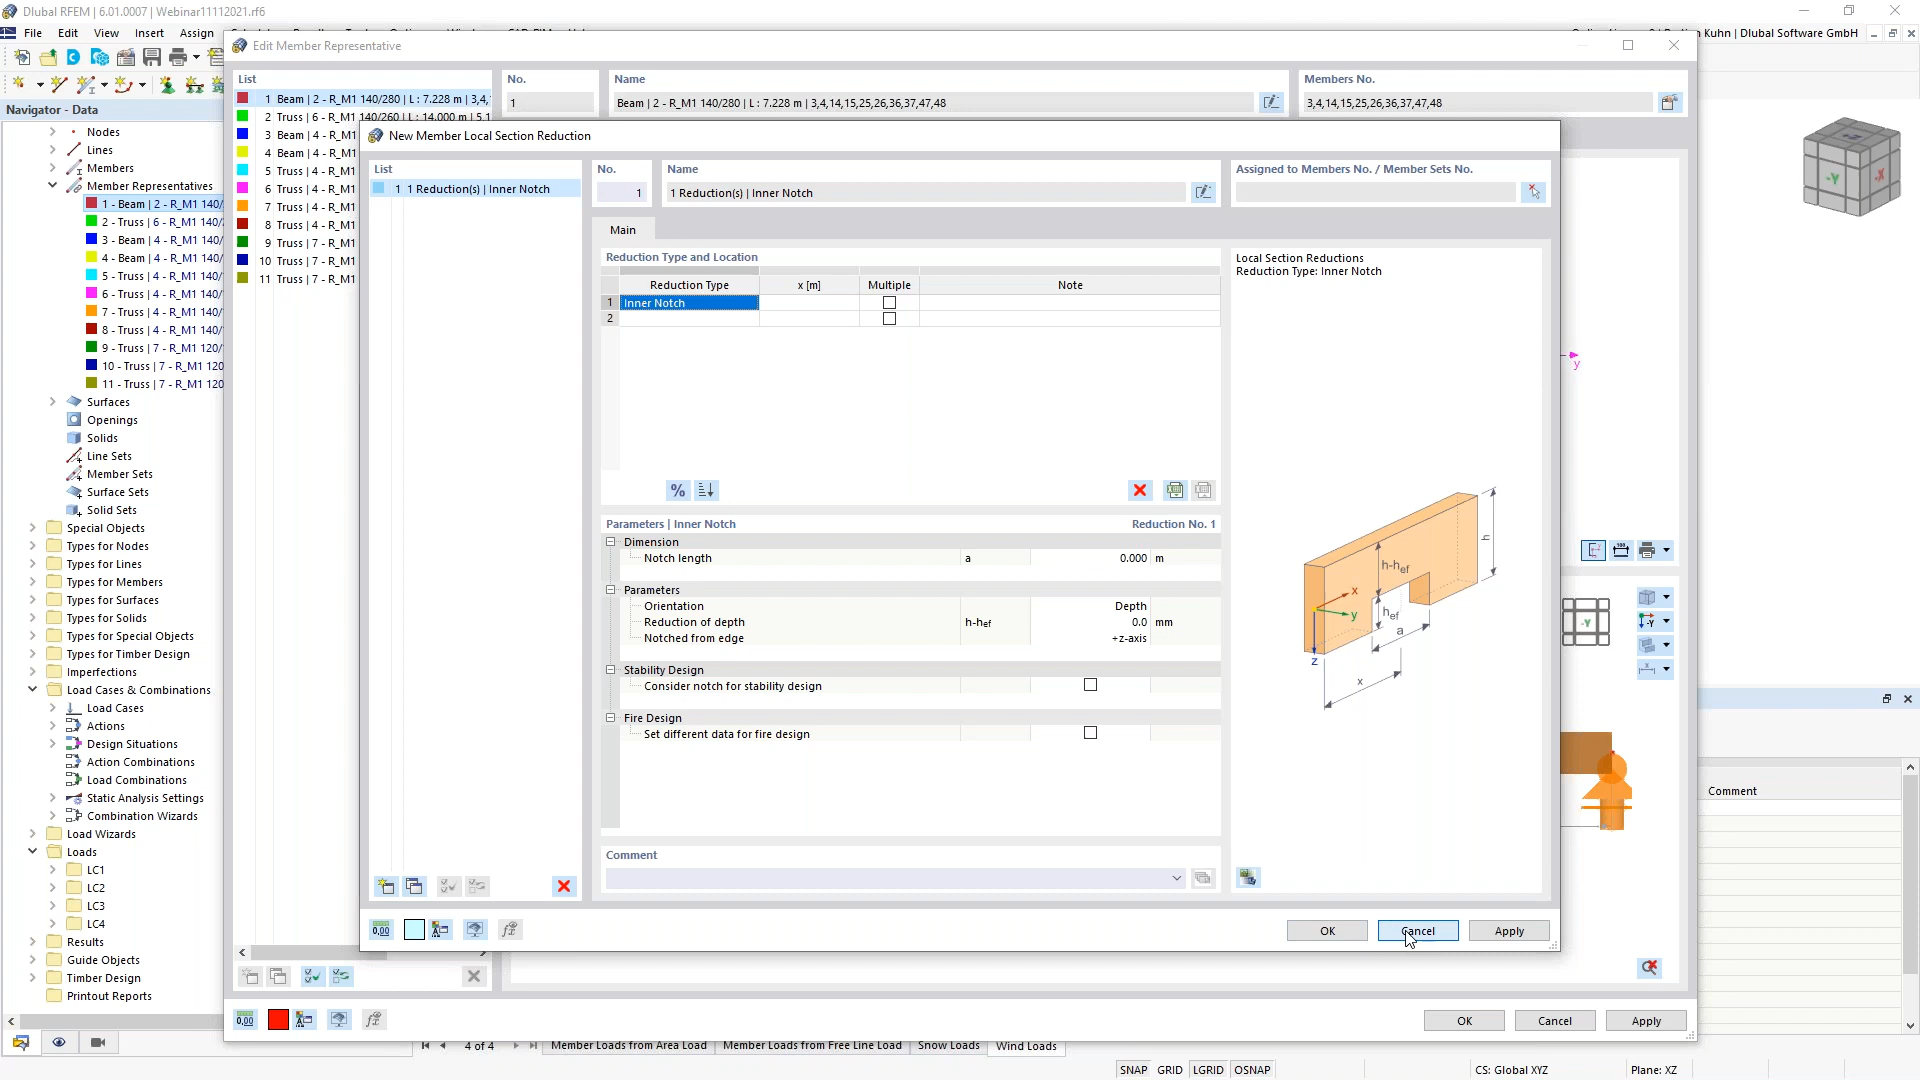 Dlubal RFEM | 6.01.0007 | Webinar11112021.rf6
File Edit View Insert Assign
Kuhn | Dlubal Software GmbH
Edit Member Representative
Navigator - Data
Nodes
Lines
Members
Member Representatives
1 - Beam | 2 - R_M1 140/
2 - Truss | 6 - R_M1 140/
3 - Beam | 4 - R_M1 140/
4 - Beam | 4 - R_M1 140/
5 - Truss | 4 - R_M1 140/
6 - Truss | 4 - R_M1 140/
7 - Truss | 4 - R_M1 140/
8 - Truss | 4 - R_M1 140/
9 - Truss | 7 - R_M1 120/
10 - Truss | 7 - R_M1 120
11 - Truss | 7 - R_M1 120
Surfaces
Openings
Solids
Line Sets
Member Sets
Surface Sets
Solid Sets
Special Objects
Types for Nodes
Types for Lines
Types for Members
Types for Surfaces
Types for Solids
Types for Special Objects
Types for Timber Design
Imperfections
Load Cases & Combinations
Load Cases
Actions
Design Situations
Action Combinations
Load Combinations
Static Analysis Settings
Combination Wizards
Load Wizards
Loads
LC1
LC2
LC3
LC4
Results
Guide Objects
Timber Design
Printout Reports
List
1 Beam | 2 - R_M1 140/280 | L : 7.228 m | 3,4,
2 Truss | 6 - R_M1 140/260 | L : 14.000 m | 5,1
3 Beam | 4 - R_M1
4 Beam | 4 - R_M1
5 Truss | 4 - R_M1
6 Truss | 4 - R_M1
7 Truss | 4 - R_M1
8 Truss | 4 - R_M1
9 Truss | 7 - R_M1
10 Truss | 7 - R_M1
11 Truss | 7 - R_M1
No.
1
Name
Beam | 2 - R_M1 140/280 | L : 7.228 m | 3,4,14,15,25,26,36,37,47,48
Members No.
3,4,14,15,25,26,36,37,47,48
New Member Local Section Reduction
List
1 1 Reduction(s) | Inner Notch
No.
1
Name
1 Reduction(s) | Inner Notch
Assigned to Members No. / Member Sets No.
Main
Reduction Type and Location
Reduction Type x [m] Multiple Note
1 Inner Notch
2
Parameters | Inner Notch Reduction No. 1
Dimension
Notch length a 0.000 m
Parameters
Orientation Depth
Reduction of depth h-hef 0.0 mm
Notched from edge +z-axis
Stability Design
Consider notch for stability design
Fire Design
Set different data for fire design
Comment
Local Section Reductions
Reduction Type: Inner Notch
h
h-hef
x
y
hef
a
z
x
OK Cancel Apply
-Y -X
y
-Y
Comment
OK Cancel Apply
4 of 4 Member Loads from Area Load Member Loads from Free Line Load Snow Loads Wind Loads
SNAP GRID LGRID OSNAP CS: Global XYZ Plane: XZ